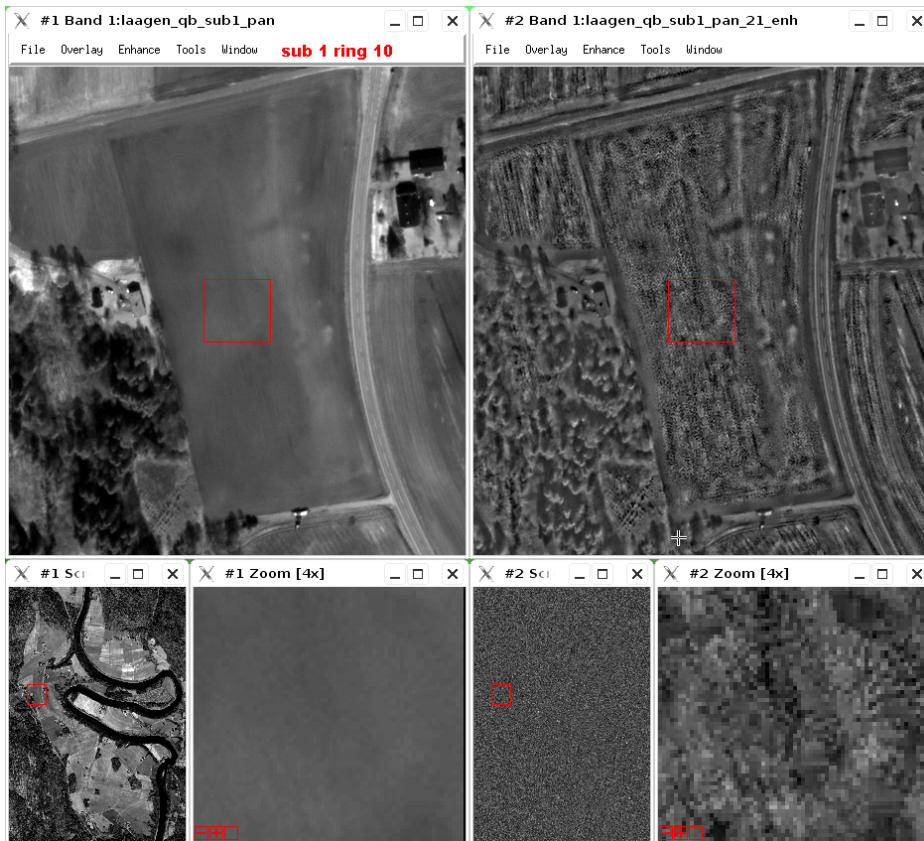 #1 Band 1:laagen_qb_sub1_pan
File Overlay Enhance Tools Window sub 1 ring 10
#2 Band 1:laagen_qb_sub1_pan_21_enh
File Overlay Enhance Tools Window
#1 Sc
#1 Zoom [4x]
#2 Sc
#2 Zoom [4x]